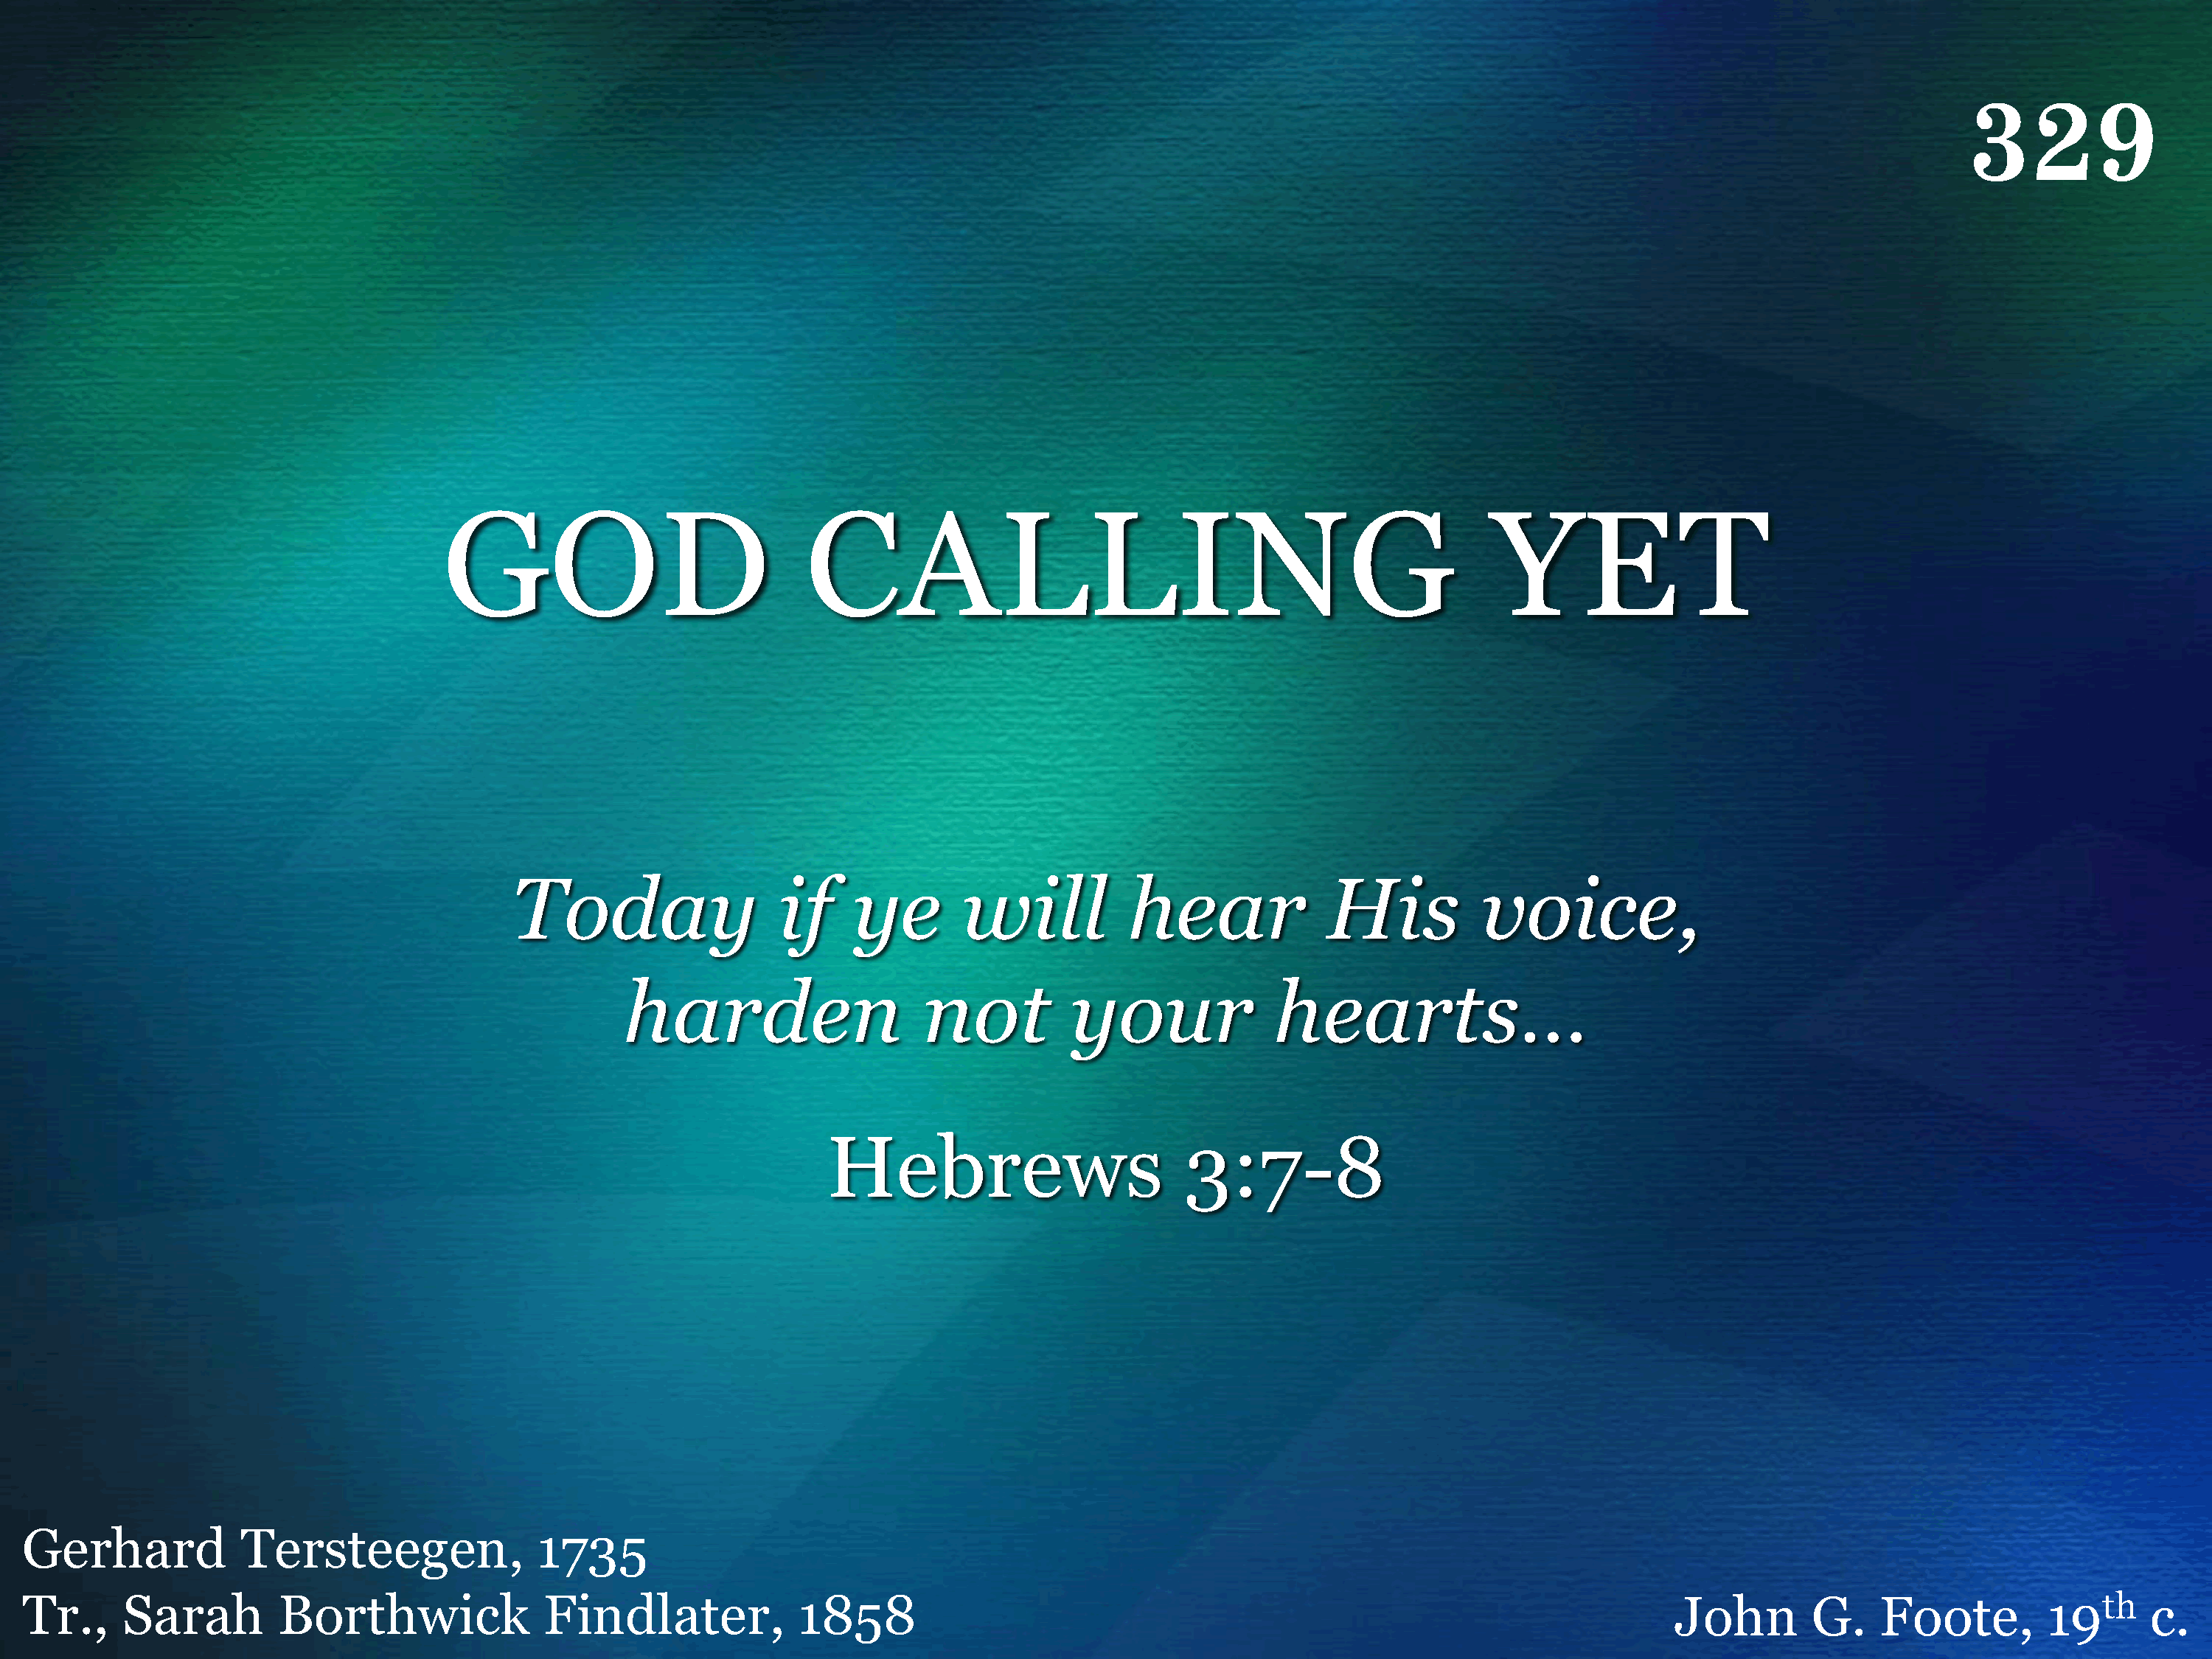 329
GOD CALLING YET
Today if ye will hear His voice,
harden not your hearts...
Hebrews 3:7-8
Gerhard Tersteegen, 1735
Tr., Sarah Borthwick Findlater, 1858
John G. Foote, 19th c.